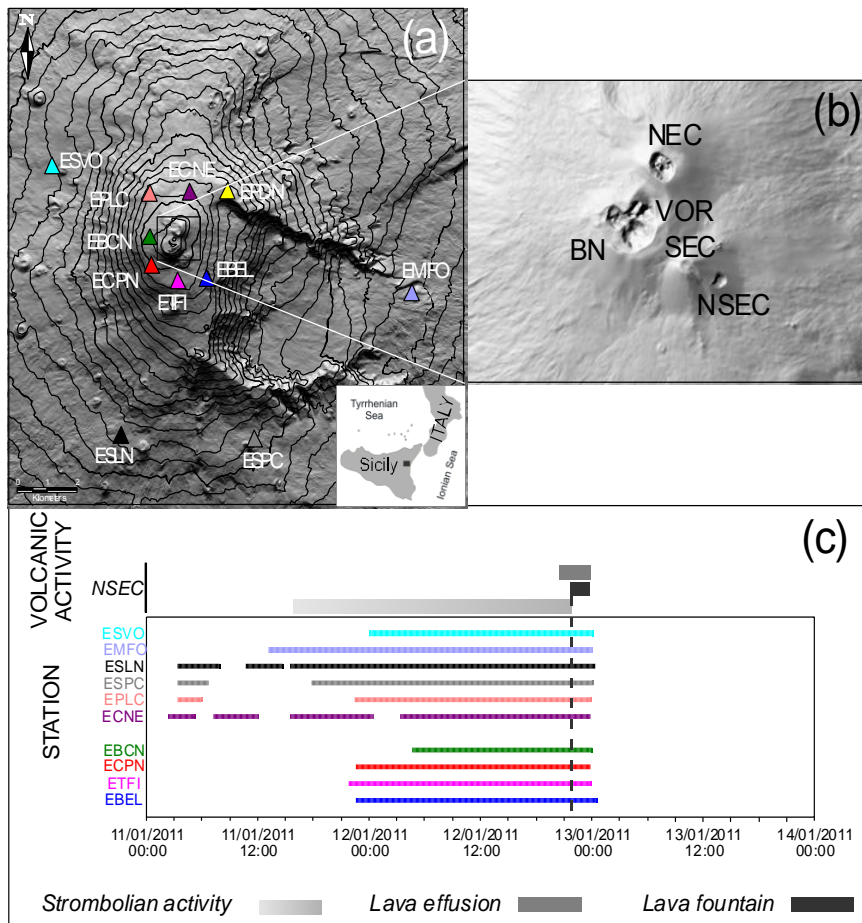 N
(a)
ESVO
ECNE
EPLC
EPDN
EBCN
ECPN
EBEL
ETFI
EMFO
ESLN
ESPC
0 1 2
Kilometers
Tyrrhenian
Sea
ITALY
Sicily
Ionian Sea
(b)
NEC
VOR
BN
SEC
NSEC
(c)
VOLCANIC
ACTIVITY
NSEC
STATION
ESVO
EMFO
ESLN
ESPC
EPLC
ECNE
EBCN
ECPN
ETFI
EBEL
11/01/2011 11/01/2011 12/01/2011 12/01/2011 13/01/2011 13/01/2011 14/01/2011
00:00 12:00 00:00 12:00 00:00 12:00 00:00
Strombolian activity Lava effusion Lava fountain